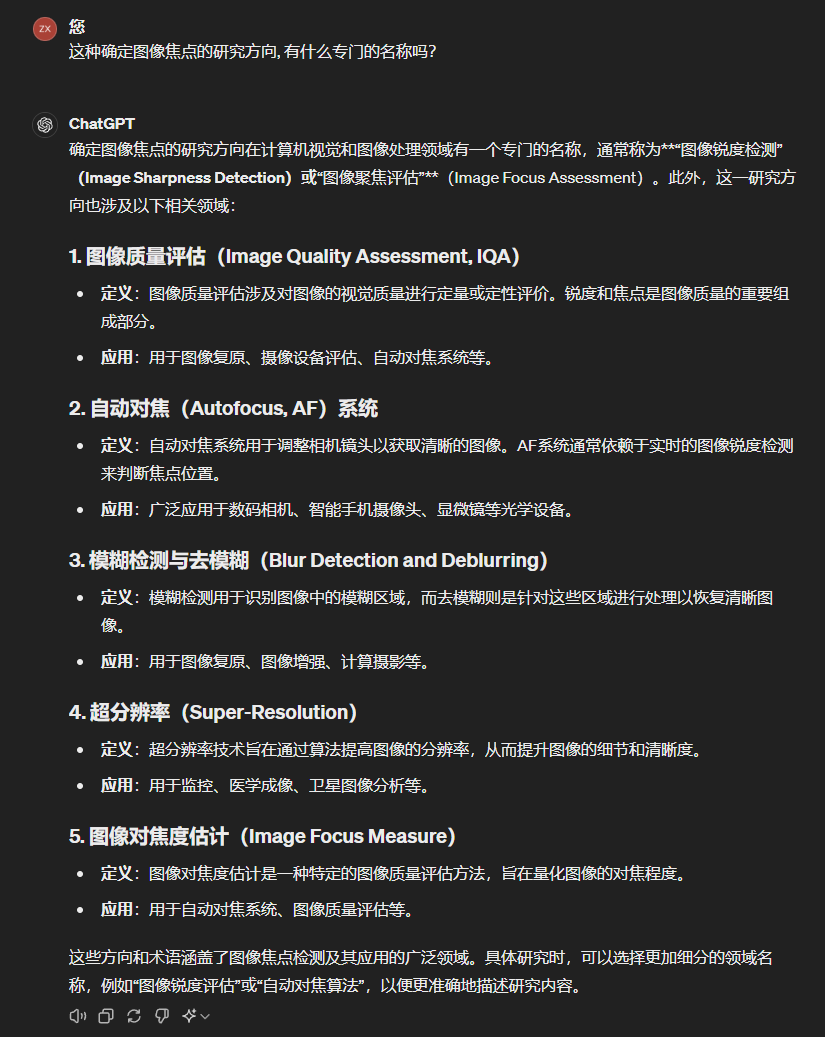 ZX
您
这种确定图像焦点的研究方向, 有什么专门的名称吗?
ChatGPT
确定图像焦点的研究方向在计算机视觉和图像处理领域有一个专门的名称，通常称为**“图像锐度检测”
（Image Sharpness Detection）或“图像聚焦评估”**（Image Focus Assessment）。此外，这一研究方
向也涉及以下相关领域：
1. 图像质量评估（Image Quality Assessment, IQA）
• 定义：图像质量评估涉及对图像的视觉质量进行定量或定性评价。锐度和焦点是图像质量的重要组
成部分。
• 应用：用于图像复原、摄像设备评估、自动对焦系统等。
2. 自动对焦（Autofocus, AF）系统
• 定义：自动对焦系统用于调整相机镜头以获取清晰的图像。AF系统通常依赖于实时的图像锐度检测
来判断焦点位置。
• 应用：广泛应用于数码相机、智能手机摄像头、显微镜等光学设备。
3. 模糊检测与去模糊（Blur Detection and Deblurring）
• 定义：模糊检测用于识别图像中的模糊区域，而去模糊则是针对这些区域进行处理以恢复清晰图
像。
• 应用：用于图像复原、图像增强、计算摄影等。
4. 超分辨率（Super-Resolution）
• 定义：超分辨率技术旨在通过算法提高图像的分辨率，从而提升图像的细节和清晰度。
• 应用：用于监控、医学成像、卫星图像分析等。
5. 图像对焦度估计（Image Focus Measure）
• 定义：图像对焦度估计是一种特定的图像质量评估方法，旨在量化图像的对焦程度。
• 应用：用于自动对焦系统、图像质量评估等。
这些方向和术语涵盖了图像焦点检测及其应用的广泛领域。具体研究时，可以选择更加细分的领域名
称，例如“图像锐度评估”或“自动对焦算法”，以便更准确地描述研究内容。